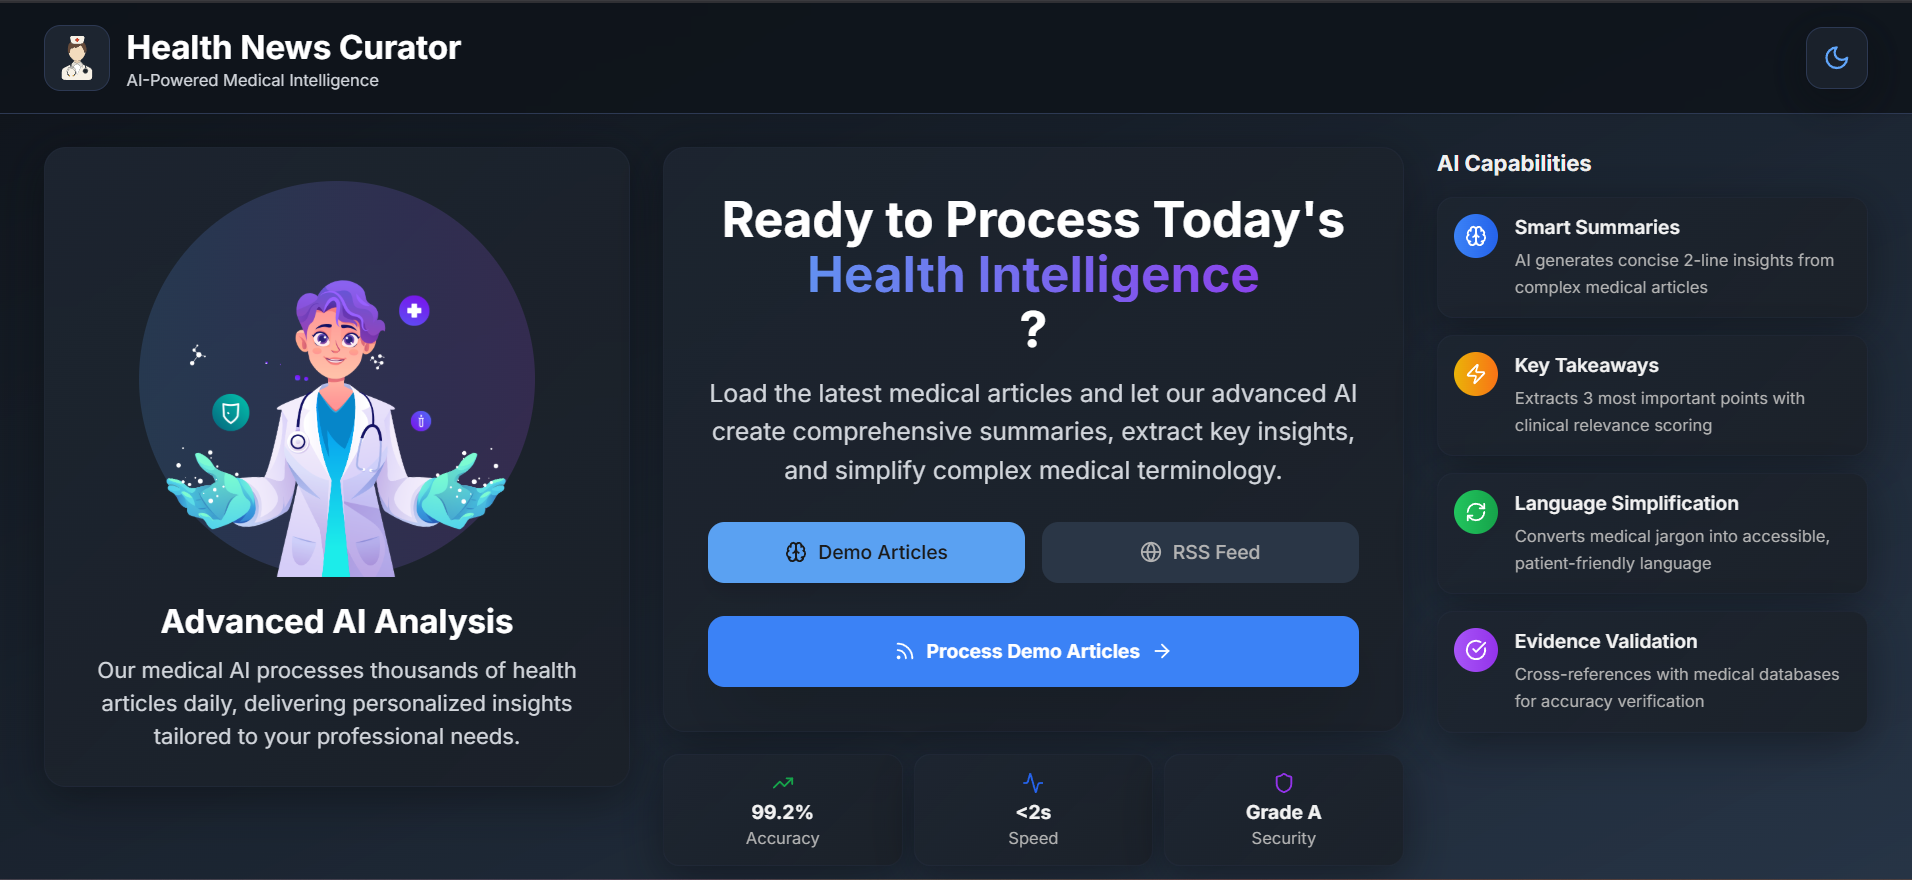 Health News Curator
AI-Powered Medical Intelligence
Advanced AI Analysis
Our medical AI processes thousands of health
articles daily, delivering personalized insights
tailored to your professional needs.
Ready to Process Today's
Health Intelligence
?
Load the latest medical articles and let our advanced AI
create comprehensive summaries, extract key insights,
and simplify complex medical terminology.
Demo Articles
RSS Feed
Process Demo Articles
99.2%
Accuracy
<2s
Speed
Grade A
Security
AI Capabilities
Smart Summaries
AI generates concise 2-line insights from
complex medical articles
Key Takeaways
Extracts 3 most important points with
clinical relevance scoring
Language Simplification
Converts medical jargon into accessible,
patient-friendly language
Evidence Validation
Cross-references with medical databases
for accuracy verification